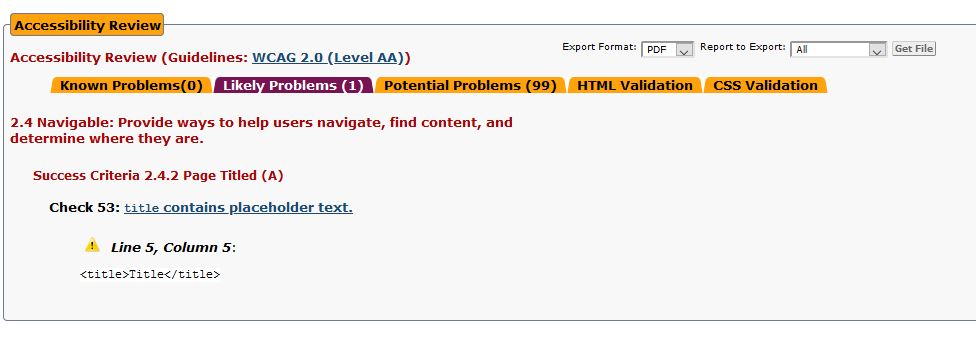 Accessibility Review
Accessibility Review (Guidelines: WCAG 2.0 (Level AA))
Export Format: PDF Report to Export: All Get File
Known Problems(0) Likely Problems (1) Potential Problems (99) HTML Validation CSS Validation
2.4 Navigable: Provide ways to help users navigate, find content, and
determine where they are.
Success Criteria 2.4.2 Page Titled (A)
Check 53: title contains placeholder text.
Line 5, Column 5:
<title>Title</title>